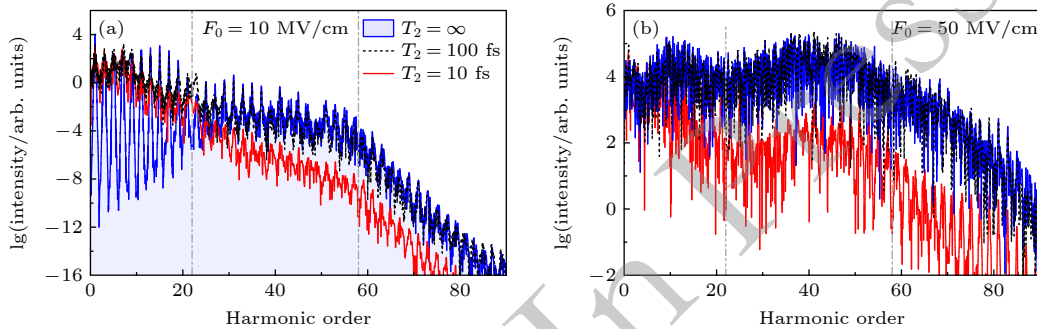 (a)
F₀ = 10 MV/cm
T₂ = ∞
T₂ = 100 fs
T₂ = 10 fs
lg(intensity/arb. units)
4
0
−4
−8
−12
−16
0 20 40 60 80
Harmonic order
(b)
F₀ = 50 MV/cm
lg(intensity/arb. units)
6
4
2
0
−2
0 20 40 60 80
Harmonic order
In Press